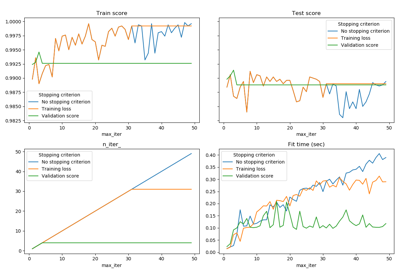 Train score
1.0000
0.9975
0.9950
0.9925
0.9900
0.9875
0.9850
0.9825
Stopping criterion
No stopping criterion
Training loss
Validation score
0 10 20 30 40 50
max_iter
Test score
Stopping criterion
No stopping criterion
Training loss
Validation score
0 10 20 30 40 50
max_iter
n_iter_
50
40
30
20
10
0
Stopping criterion
No stopping criterion
Training loss
Validation score
0 10 20 30 40 50
max_iter
Fit time (sec)
0.40
0.35
0.30
0.25
0.20
0.15
0.10
0.05
0.00
Stopping criterion
No stopping criterion
Training loss
Validation score
0 10 20 30 40 50
max_iter